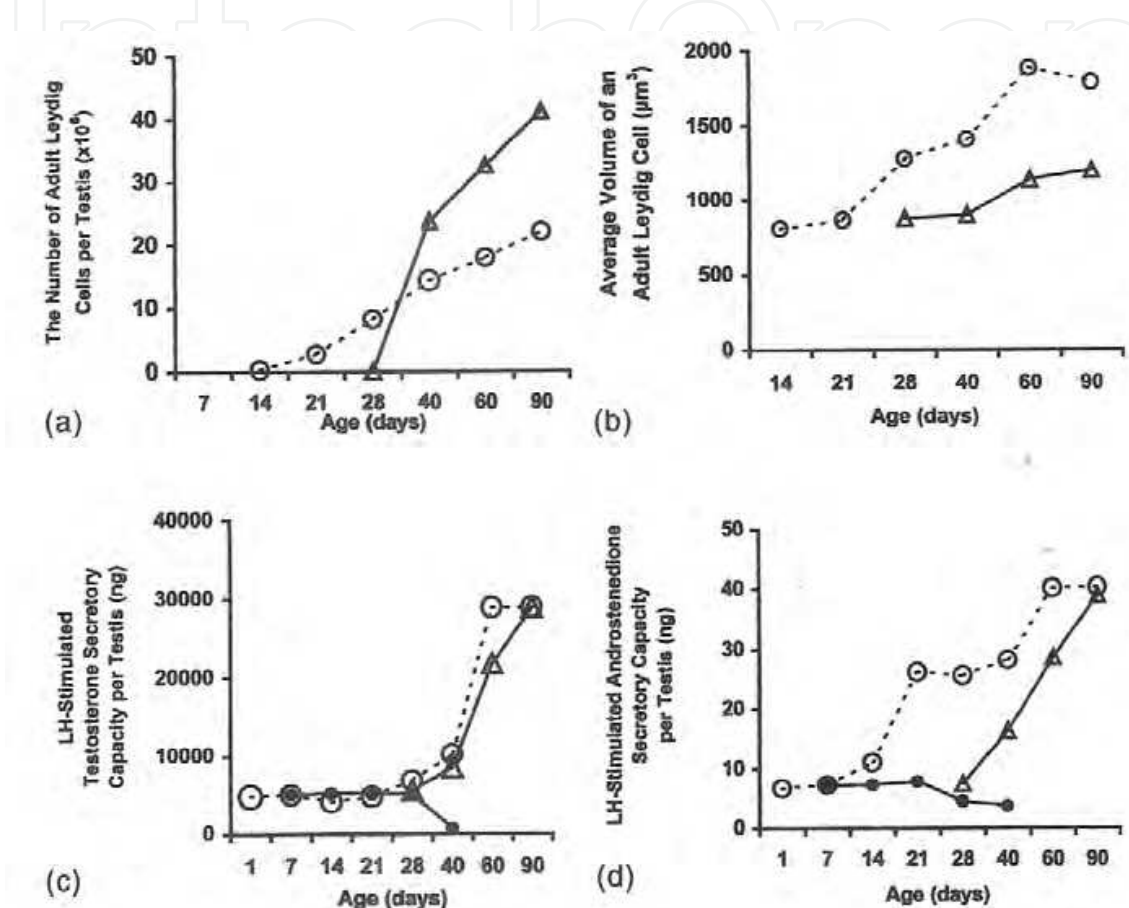 The Number of Adult Leydig
Cells per Testis (x10⁶)
50
40
30
20
10
0
7 14 21 28 40 60 90
Age (days)
(a)
Average Volume of an
Adult Leydig Cell (µm³)
2000
1500
1000
500
0
14 21 28 40 60 90
Age (days)
(b)
LH-Stimulated
Testosterone Secretory
Capacity per Testis (ng)
40000
30000
20000
10000
0
1 7 14 21 28 40 60 90
Age (days)
(c)
LH-Stimulated Androstenedione
Secretory Capacity
per Testis (ng)
50
40
30
20
10
0
1 7 14 21 28 40 60 90
Age (days)
(d)